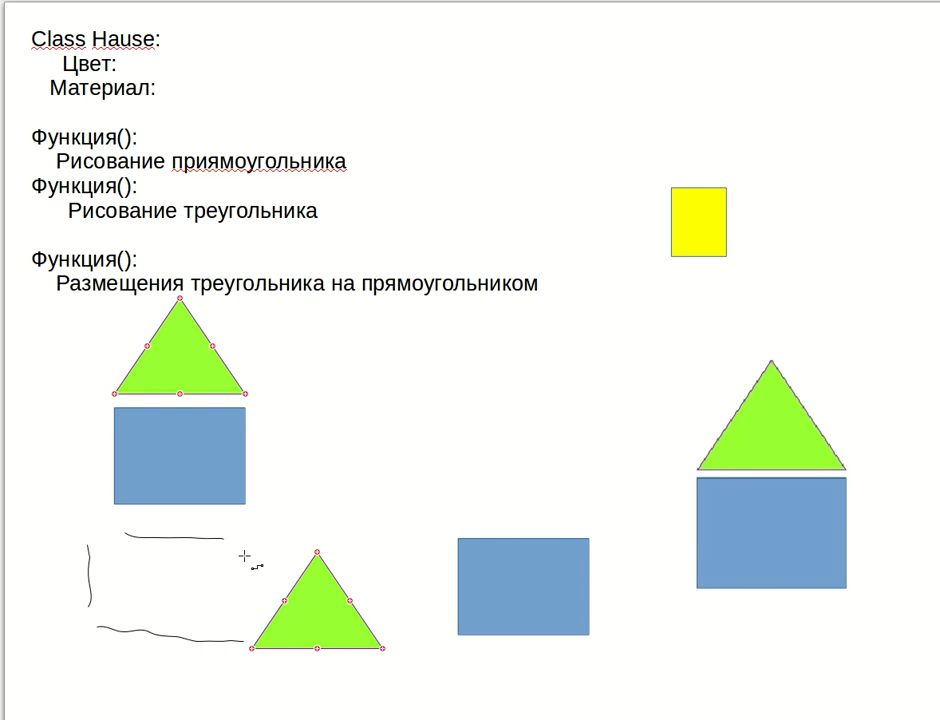 Class Hause:
Цвет:
Материал:
Функция():
Рисование приямоугольника
Функция():
Рисование треугольника
Функция():
Размещения треугольника на прямоугольником